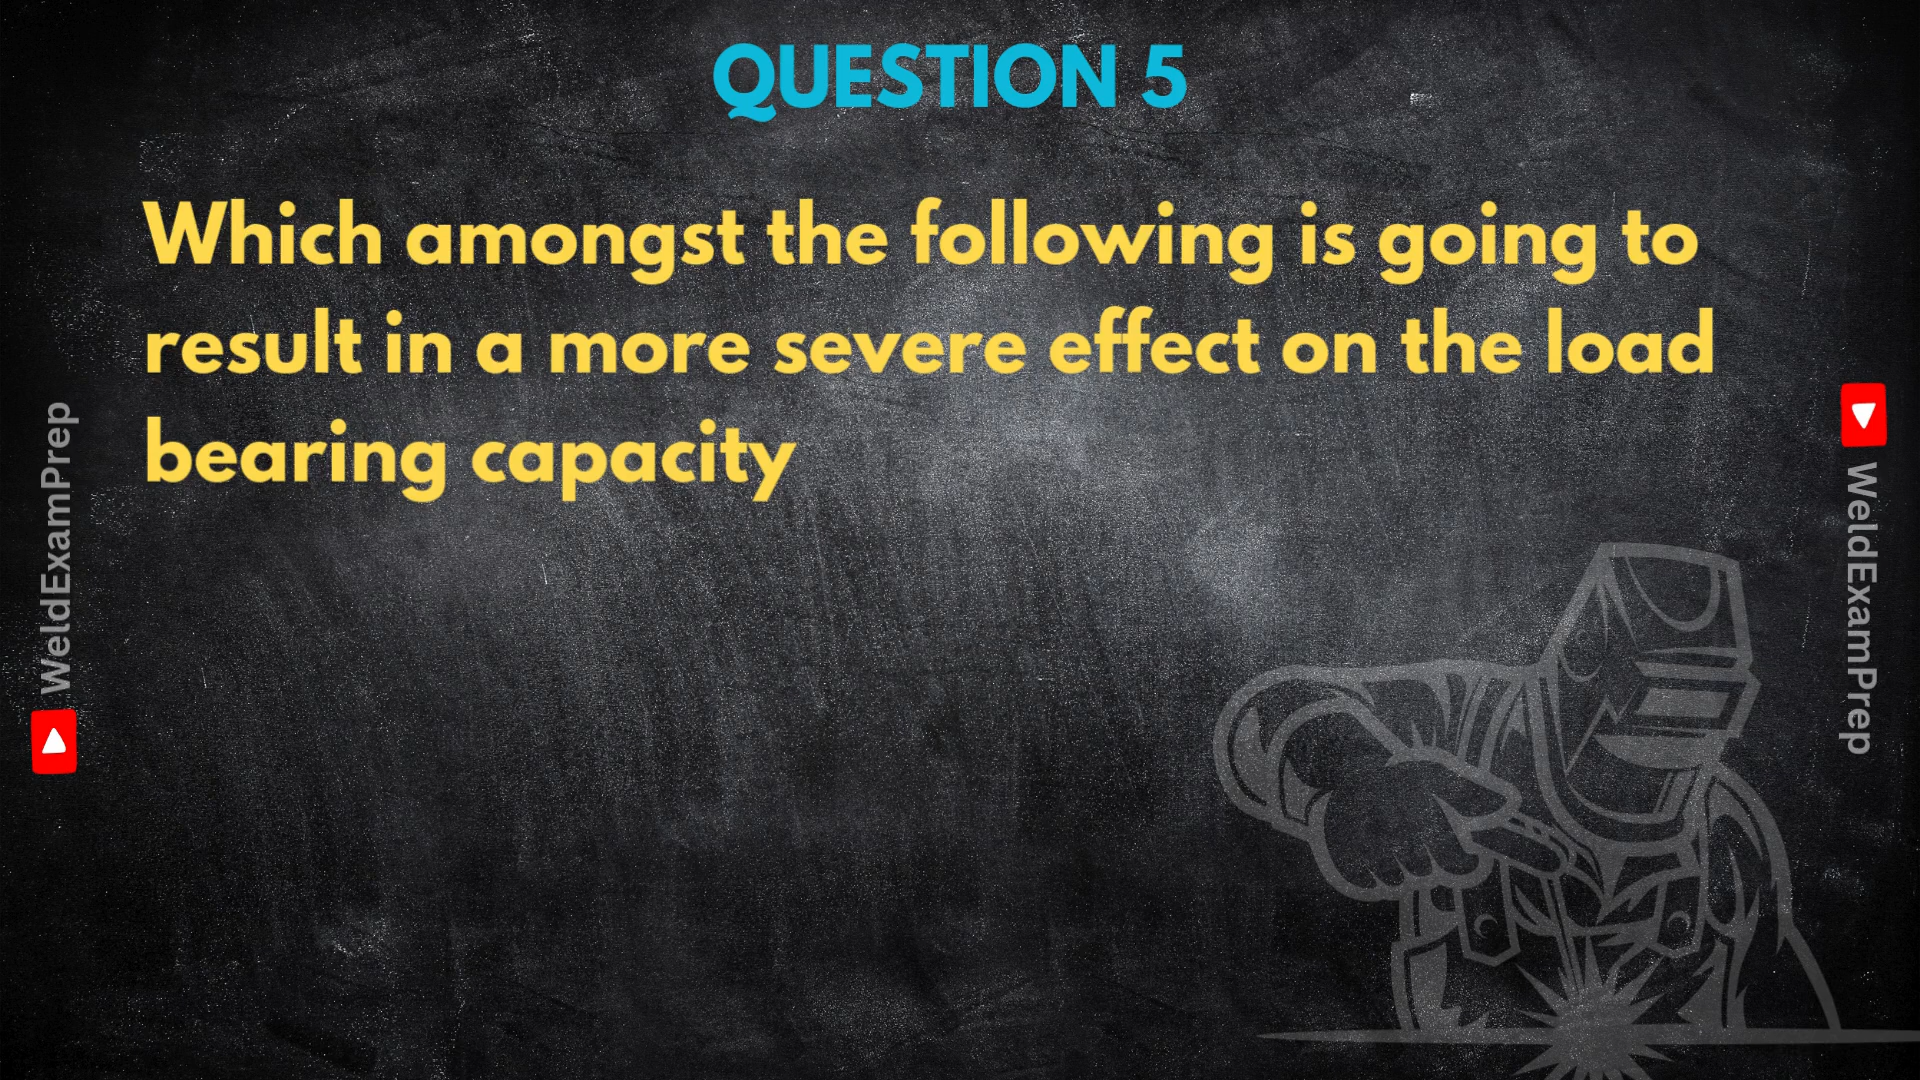 QUESTION 5
Which amongst the following is going to
result in a more severe effect on the load
bearing capacity
WeldExamPrep
WeldExamPrep